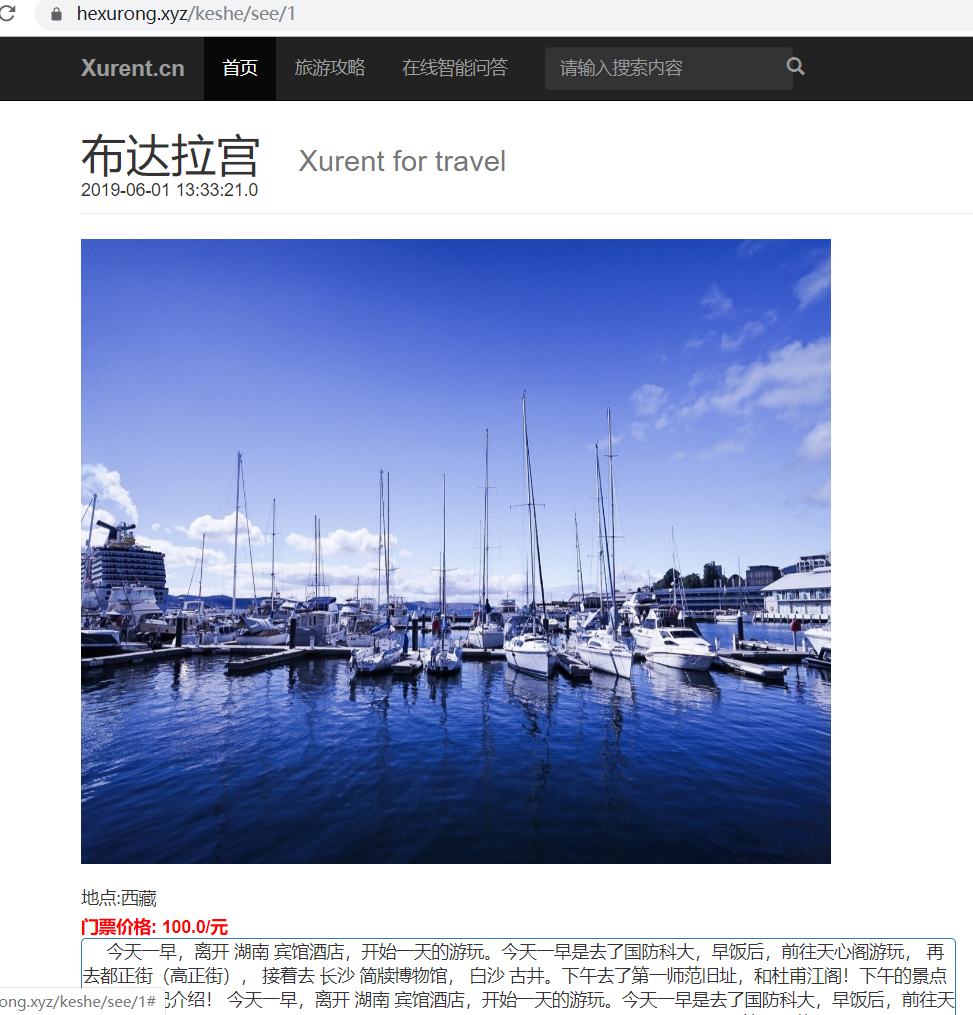 hexurong.xyz/keshe/see/1
Xurent.cn 首页 旅游攻略 在线智能问答 请输入搜索内容
布达拉宫 Xurent for travel
2019-06-01 13:33:21.0
地点:西藏
门票价格: 100.0/元
今天一早，离开 湖南 宾馆酒店，开始一天的游玩。今天一早是去了国防科大，早饭后，前往天心阁游玩， 再
去都正街（高正街）， 接着去 长沙 简牍博物馆， 白沙 古井。下午去了第一师范旧址，和杜甫江阁！下午的景点
ong.xyz/keshe/see/1# 介绍！ 今天一早，离开 湖南 宾馆酒店，开始一天的游玩。今天一早是去了国防科大，早饭后，前往天